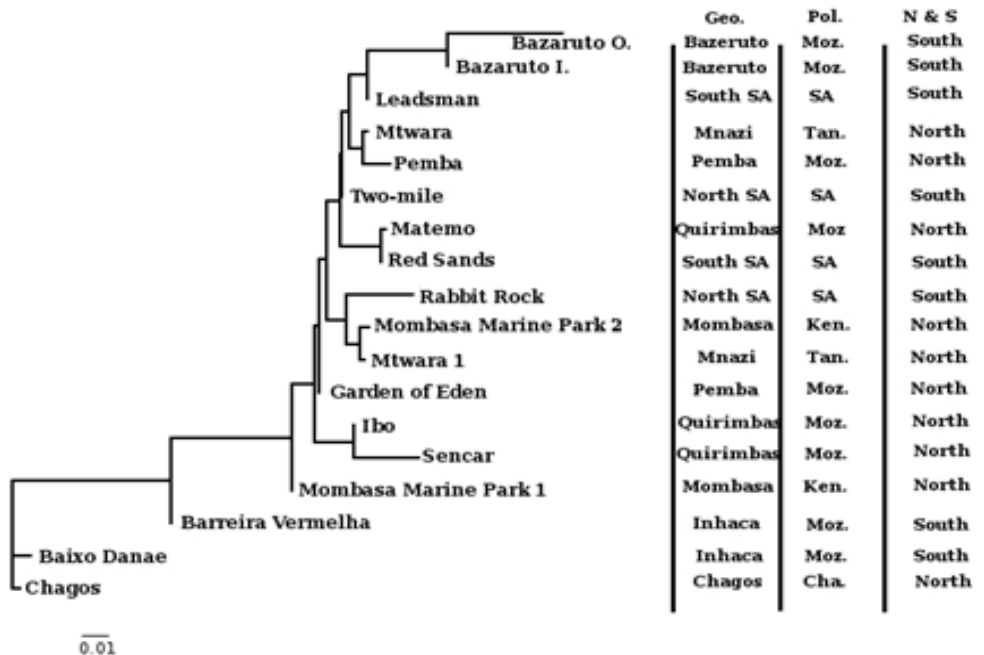 Geo. Pol. N & S
Bazaruto O. Bazeruto Moz. South
Bazaruto I. Bazeruto Moz. South
Leadsman South SA SA South
Mtwara Mnazi Tan. North
Pemba Pemba Moz. North
Two-mile North SA SA South
Matemo Quirimbas Moz North
Red Sands South SA SA South
Rabbit Rock North SA SA South
Mombasa Marine Park 2 Mombasa Ken. North
Mtwara 1 Mnazi Tan. North
Garden of Eden Pemba Moz. North
Ibo Quirimbas Moz. North
Sencar Quirimbas Moz. North
Mombasa Marine Park 1 Mombasa Ken. North
Barreira Vermelha Inhaca Moz. South
Baixo Danae Inhaca Moz. South
Chagos Chagos Cha. North
0.01